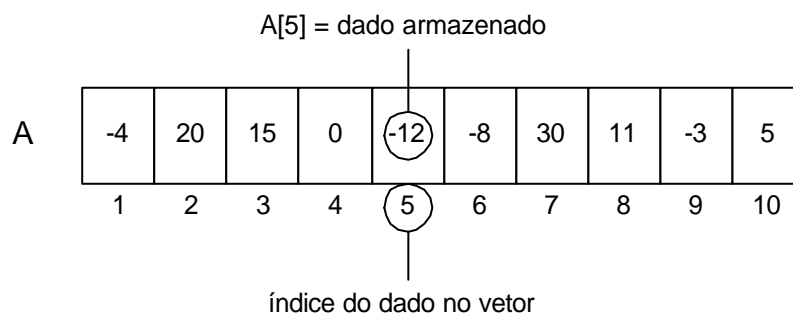 A[5] = dado armazenado
A -4 20 15 0 -12 -8 30 11 -3 5
1 2 3 4 5 6 7 8 9 10
índice do dado no vetor